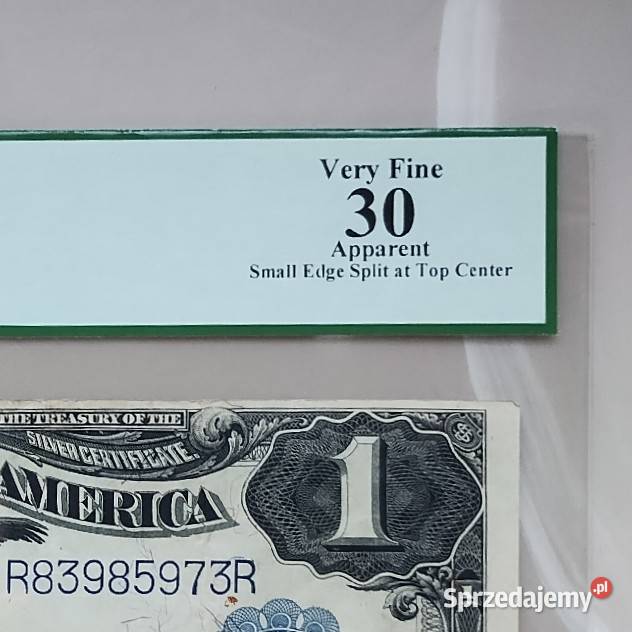 Very Fine
30
Apparent
Small Edge Split at Top Center
THE TREASURY OF THE
SILVER CERTIFICATE
AMERICA
1
R83985973R
Sprzedajemy.pl